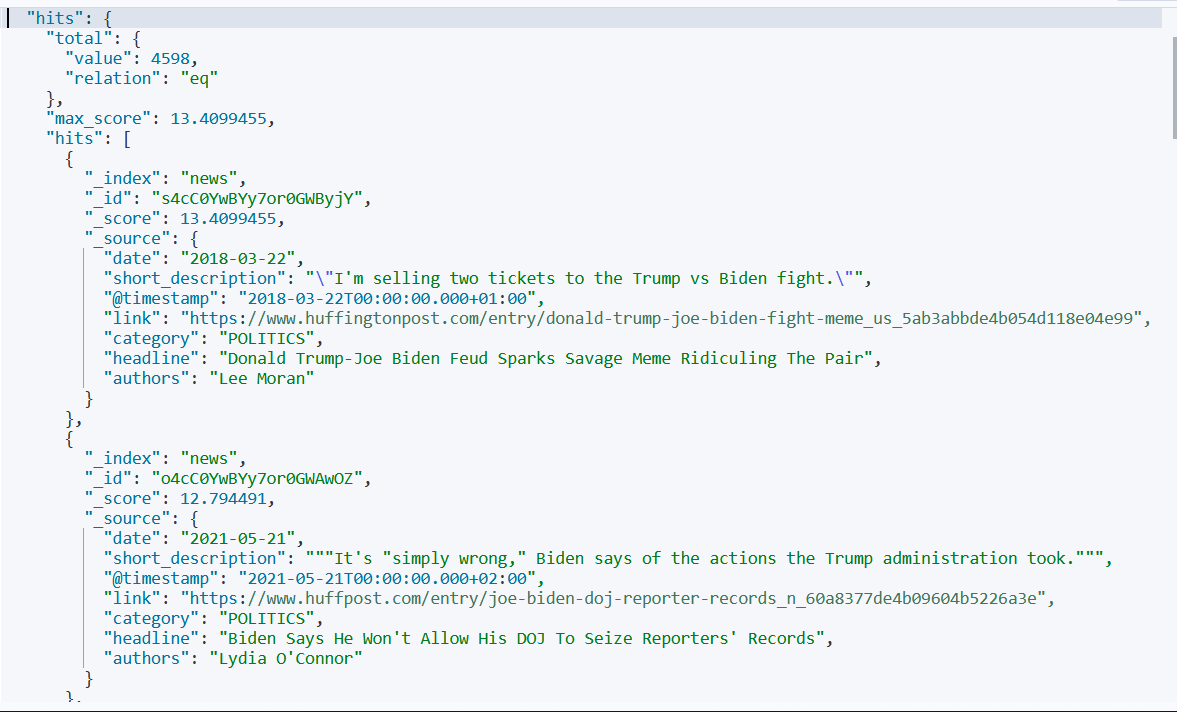 "hits": {
"total": {
"value": 4598,
"relation": "eq"
},
"max_score": 13.4099455,
"hits": [
{
"_index": "news",
"_id": "s4cC0YwBYy7or0GWByjY",
"_score": 13.4099455,
"_source": {
"date": "2018-03-22",
"short_description": "\"I'm selling two tickets to the Trump vs Biden fight.\"",
"@timestamp": "2018-03-22T00:00:00.000+01:00",
"link": "https://www.huffingtonpost.com/entry/donald-trump-joe-biden-fight-meme_us_5ab3abbde4b054d118e04e99",
"category": "POLITICS",
"headline": "Donald Trump-Joe Biden Feud Sparks Savage Meme Ridiculing The Pair",
"authors": "Lee Moran"
}
},
{
"_index": "news",
"_id": "o4cC0YwBYy7or0GWAwOZ",
"_score": 12.794491,
"_source": {
"date": "2021-05-21",
"short_description": """It's "simply wrong," Biden says of the actions the Trump administration took.""",
"@timestamp": "2021-05-21T00:00:00.000+02:00",
"link": "https://www.huffpost.com/entry/joe-biden-doj-reporter-records_n_60a8377de4b09604b5226a3e",
"category": "POLITICS",
"headline": "Biden Says He Won't Allow His DOJ To Seize Reporters' Records",
"authors": "Lydia O'Connor"
}
},